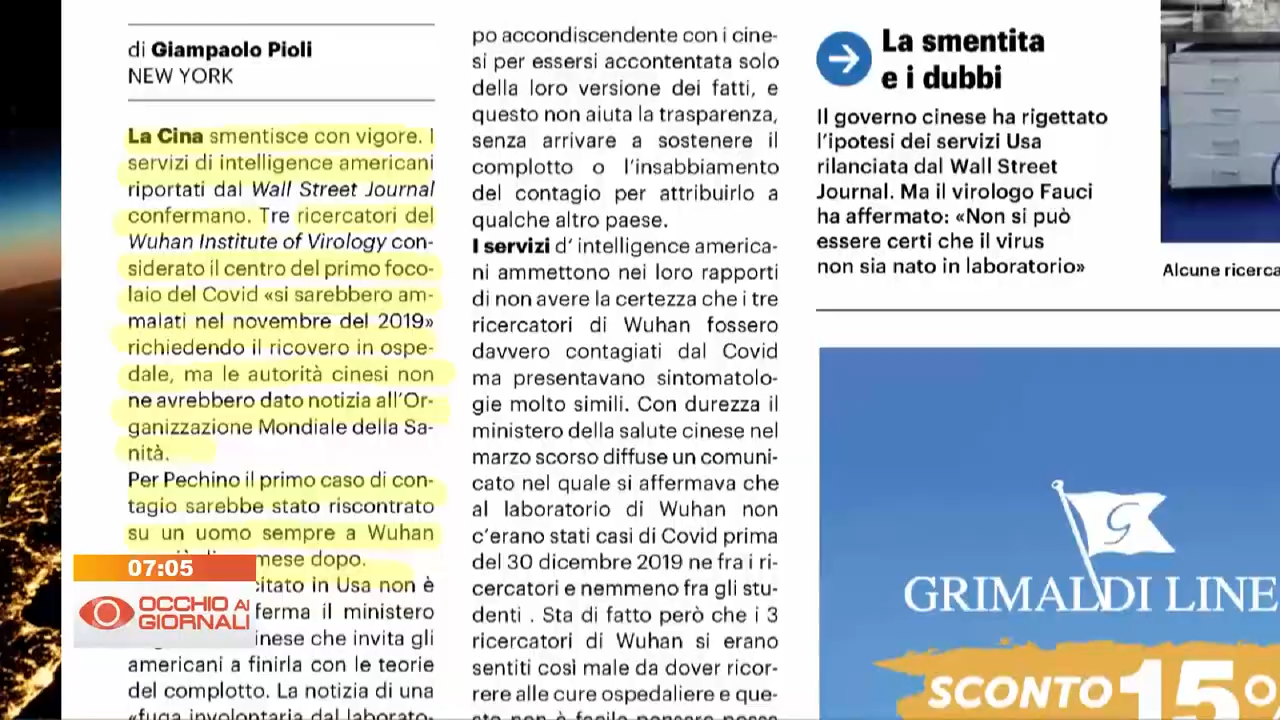 di Giampaolo Pioli
NEW YORK
La Cina smentisce con vigore. I
servizi di intelligence americani
riportati dal Wall Street Journal
confermano. Tre ricercatori del
Wuhan Institute of Virology con-
siderato il centro del primo foco-
laio del Covid «si sarebbero am-
malati nel novembre del 2019»
richiedendo il ricovero in ospe-
dale, ma le autorità cinesi non
ne avrebbero dato notizia all'Or-
ganizzazione Mondiale della Sa-
nità.
Per Pechino il primo caso di con-
tagio sarebbe stato riscontrato
su un uomo sempre a Wuhan
mese dopo.
in Usa non è
ferma il ministero
che invita gli
americani a finirla con le teorie
del complotto. La notizia di una
«fuga involontaria dal laborato-
po accondiscendente con i cine-
si per essersi accontentata solo
della loro versione dei fatti, e
questo non aiuta la trasparenza,
senza arrivare a sostenere il
complotto o l'insabbiamento
del contagio per attribuirlo a
qualche altro paese.
I servizi d' intelligence america-
ni ammettono nei loro rapporti
di non avere la certezza che i tre
ricercatori di Wuhan fossero
davvero contagiati dal Covid
ma presentavano sintomatolo-
gie molto simili. Con durezza il
ministero della salute cinese nel
marzo scorso diffuse un comuni-
cato nel quale si affermava che
al laboratorio di Wuhan non
c'erano stati casi di Covid prima
del 30 dicembre 2019 ne fra i ri-
cercatori e nemmeno fra gli stu-
denti . Sta di fatto però che i 3
ricercatori di Wuhan si erano
sentiti così male da dover ricor-
rere alle cure ospedaliere e que-
La smentita
e i dubbi
Il governo cinese ha rigettato
l'ipotesi dei servizi Usa
rilanciata dal Wall Street
Journal. Ma il virologo Fauci
ha affermato: «Non si può
essere certi che il virus
non sia nato in laboratorio»
Alcune ricerca
G
GRIMALDI LINE
SCONTO 15%
07:05
OCCHIO AI
GIORNALI